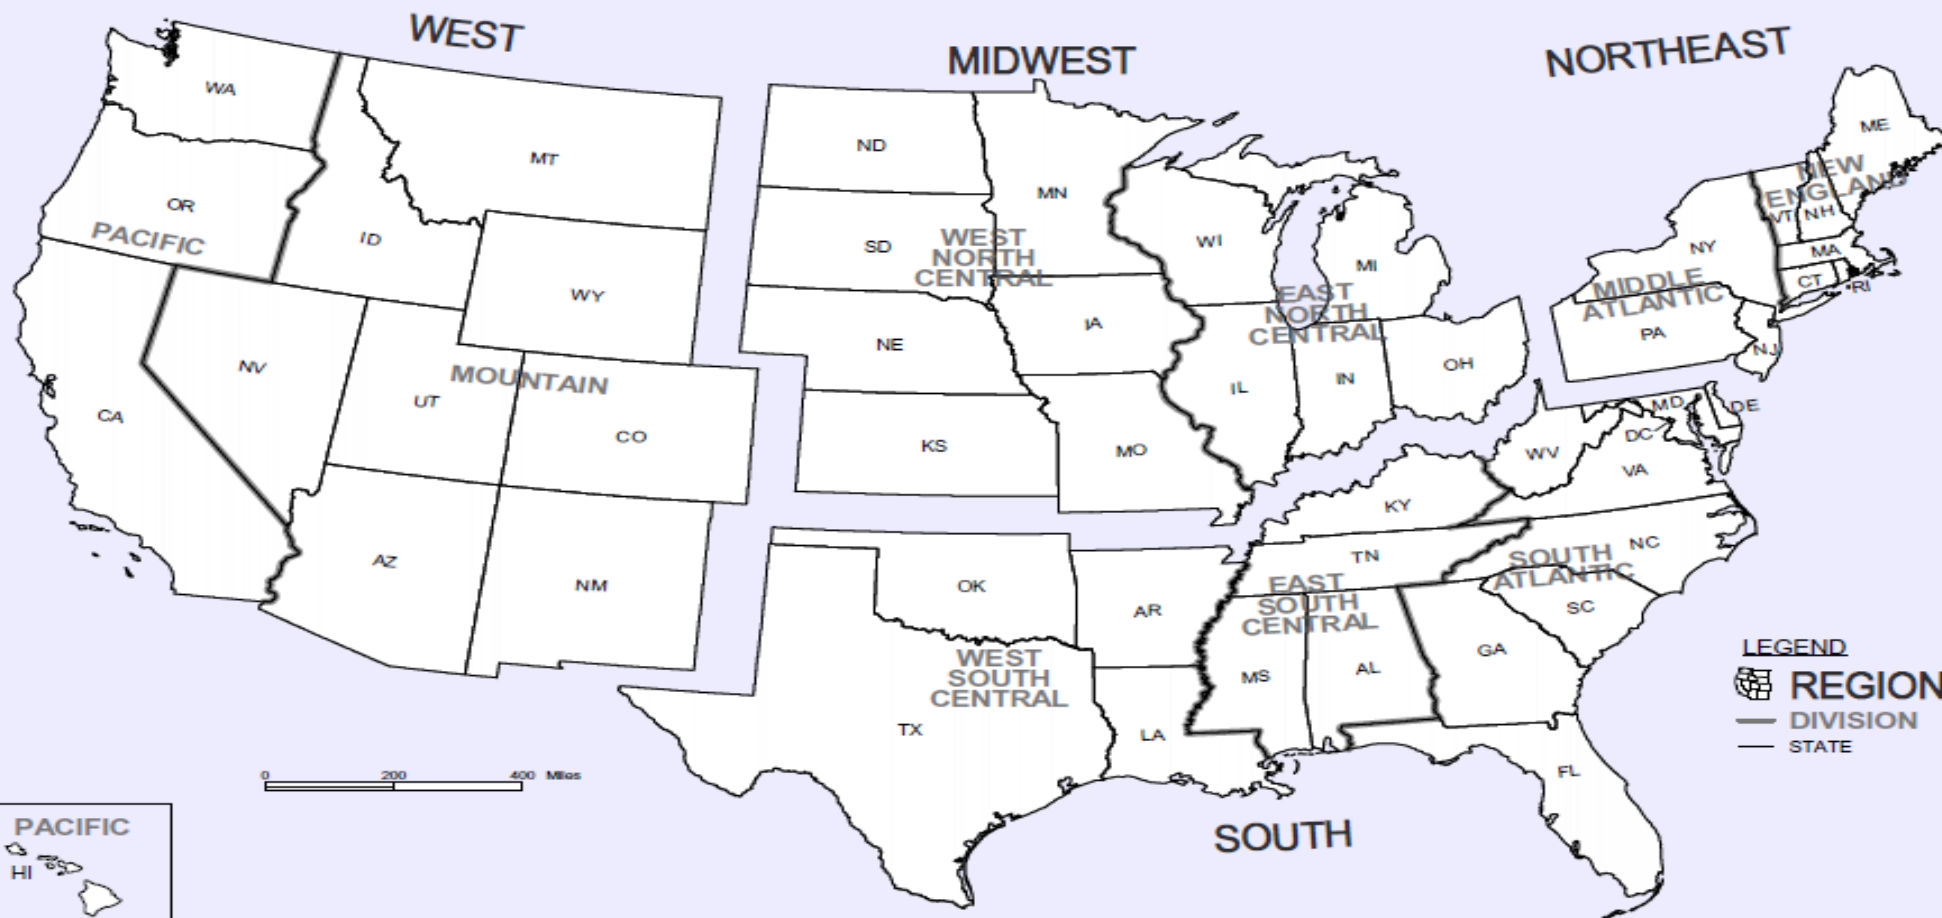 WEST
MIDWEST
NORTHEAST
WA
OR
PACIFIC
CA
NV
ID
MT
WY
MOUNTAIN
UT
CO
AZ
NM
ND
SD
NE
KS
MN
IA
MO
WEST
NORTH
CENTRAL
WI
MI
IL
IN
OH
EAST
NORTH
CENTRAL
ME
NEW
ENGLAND
VT
NH
MA
CT
RI
NY
MIDDLE
ATLANTIC
PA
NJ
MD
DE
DC
WV
VA
KY
TN
NC
SOUTH
ATLANTIC
SC
GA
FL
EAST
SOUTH
CENTRAL
MS
AL
OK
AR
WEST
SOUTH
CENTRAL
TX
LA
SOUTH
LEGEND
REGION
DIVISION
STATE
0 200 400 Miles
PACIFIC
HI